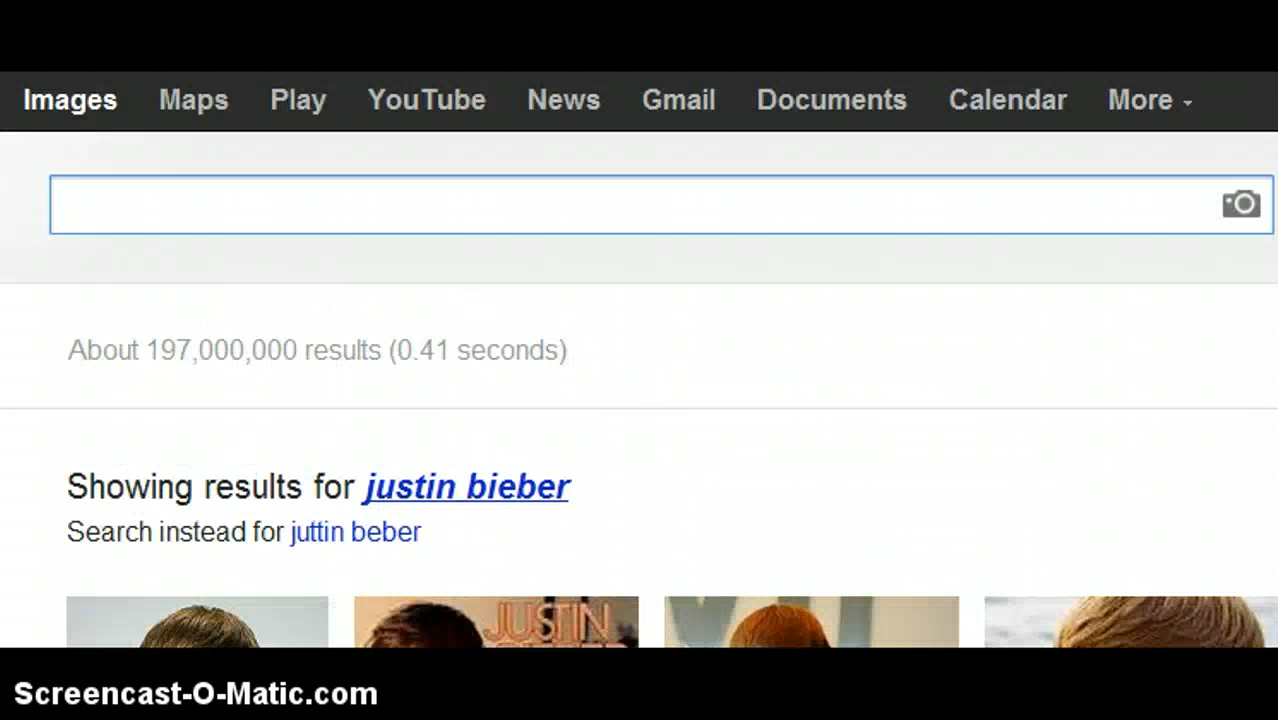 Images Maps Play YouTube News Gmail Documents Calendar More
About 197,000,000 results (0.41 seconds)
Showing results for justin bieber
Search instead for juttin beber
JUSTIN
Screencast-O-Matic.com